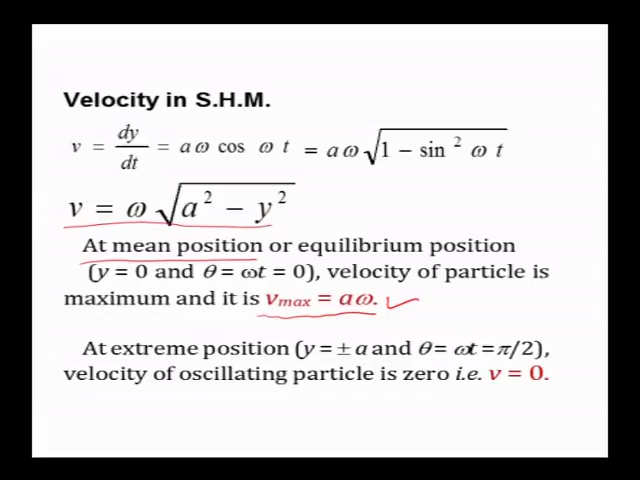 Velocity in S.H.M.
v = dy/dt = aω cos ω t = aω √1 − sin² ω t
v = ω √a² − y²
At mean position or equilibrium position
(y = 0 and θ = ωt = 0), velocity of particle is
maximum and it is vmax = aω.
At extreme position (y = ± a and θ = ωt = π/2),
velocity of oscillating particle is zero i.e. v = 0.